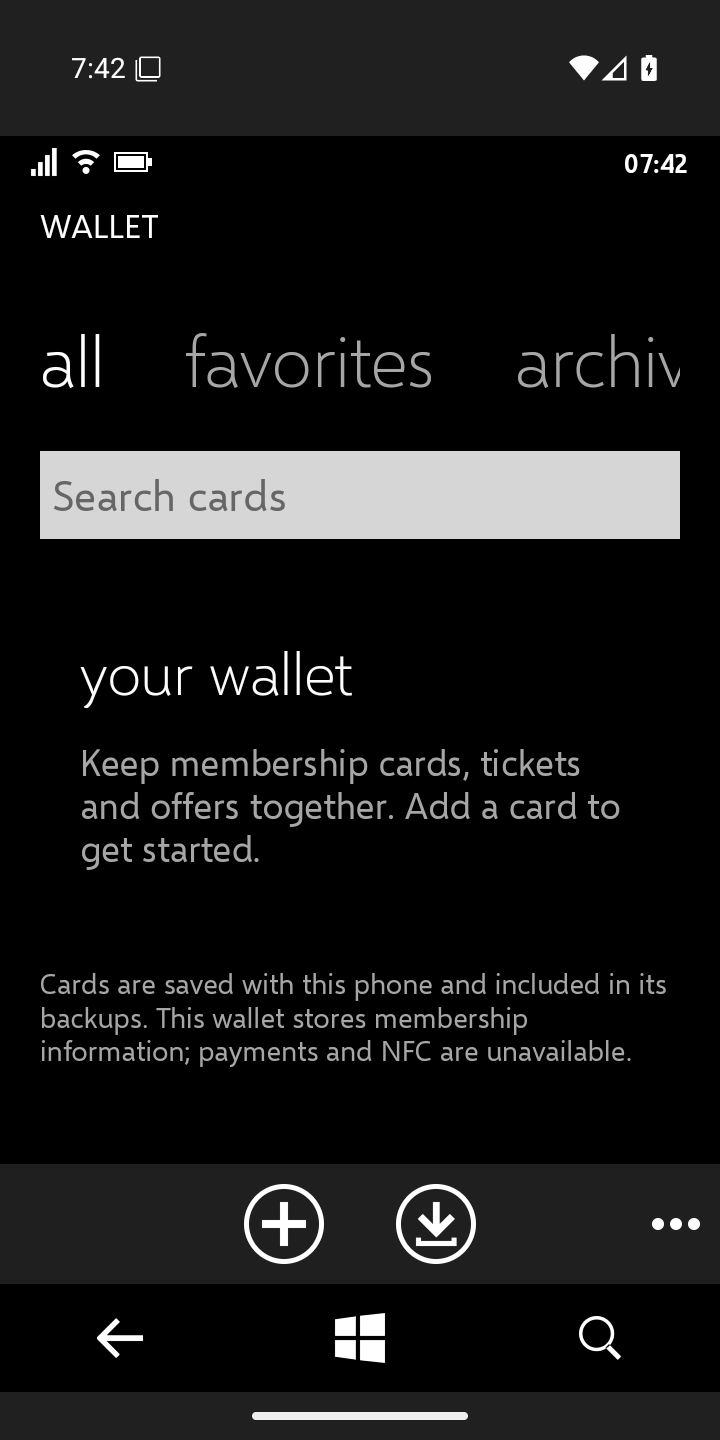 7:42
07:42
WALLET
all favorites archiv
Search cards
your wallet
Keep membership cards, tickets
and offers together. Add a card to
get started.
Cards are saved with this phone and included in its
backups. This wallet stores membership
information; payments and NFC are unavailable.